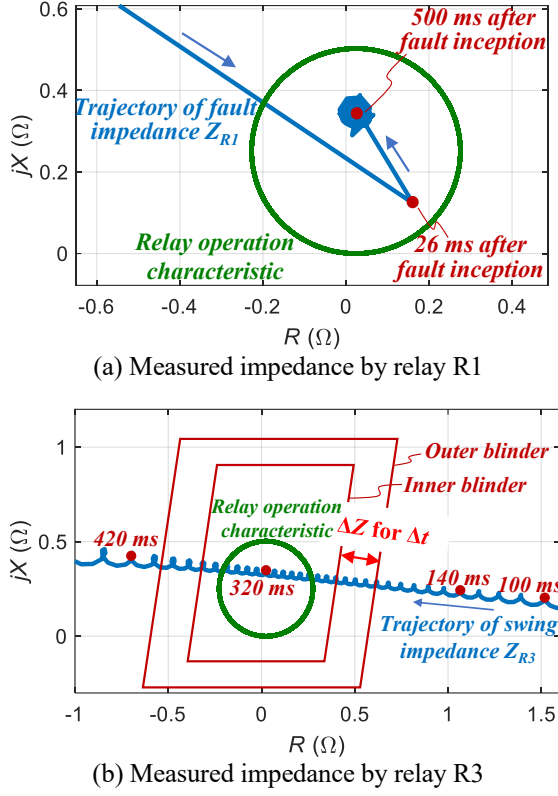 0.6
0.4
0.2
0
jX (Ω)
500 ms after
fault inception
Trajectory of fault
impedance Z_R1
Relay operation
characteristic
26 ms after
fault inception
-0.6 -0.4 -0.2 0 0.2 0.4
R (Ω)
(a) Measured impedance by relay R1
1
0.5
0
jX (Ω)
Outer blinder
Inner blinder
Relay operation
characteristic
ΔZ for Δt
420 ms
320 ms
140 ms
100 ms
Trajectory of swing
impedance Z_R3
-1 -0.5 0 0.5 1 1.5
R (Ω)
(b) Measured impedance by relay R3